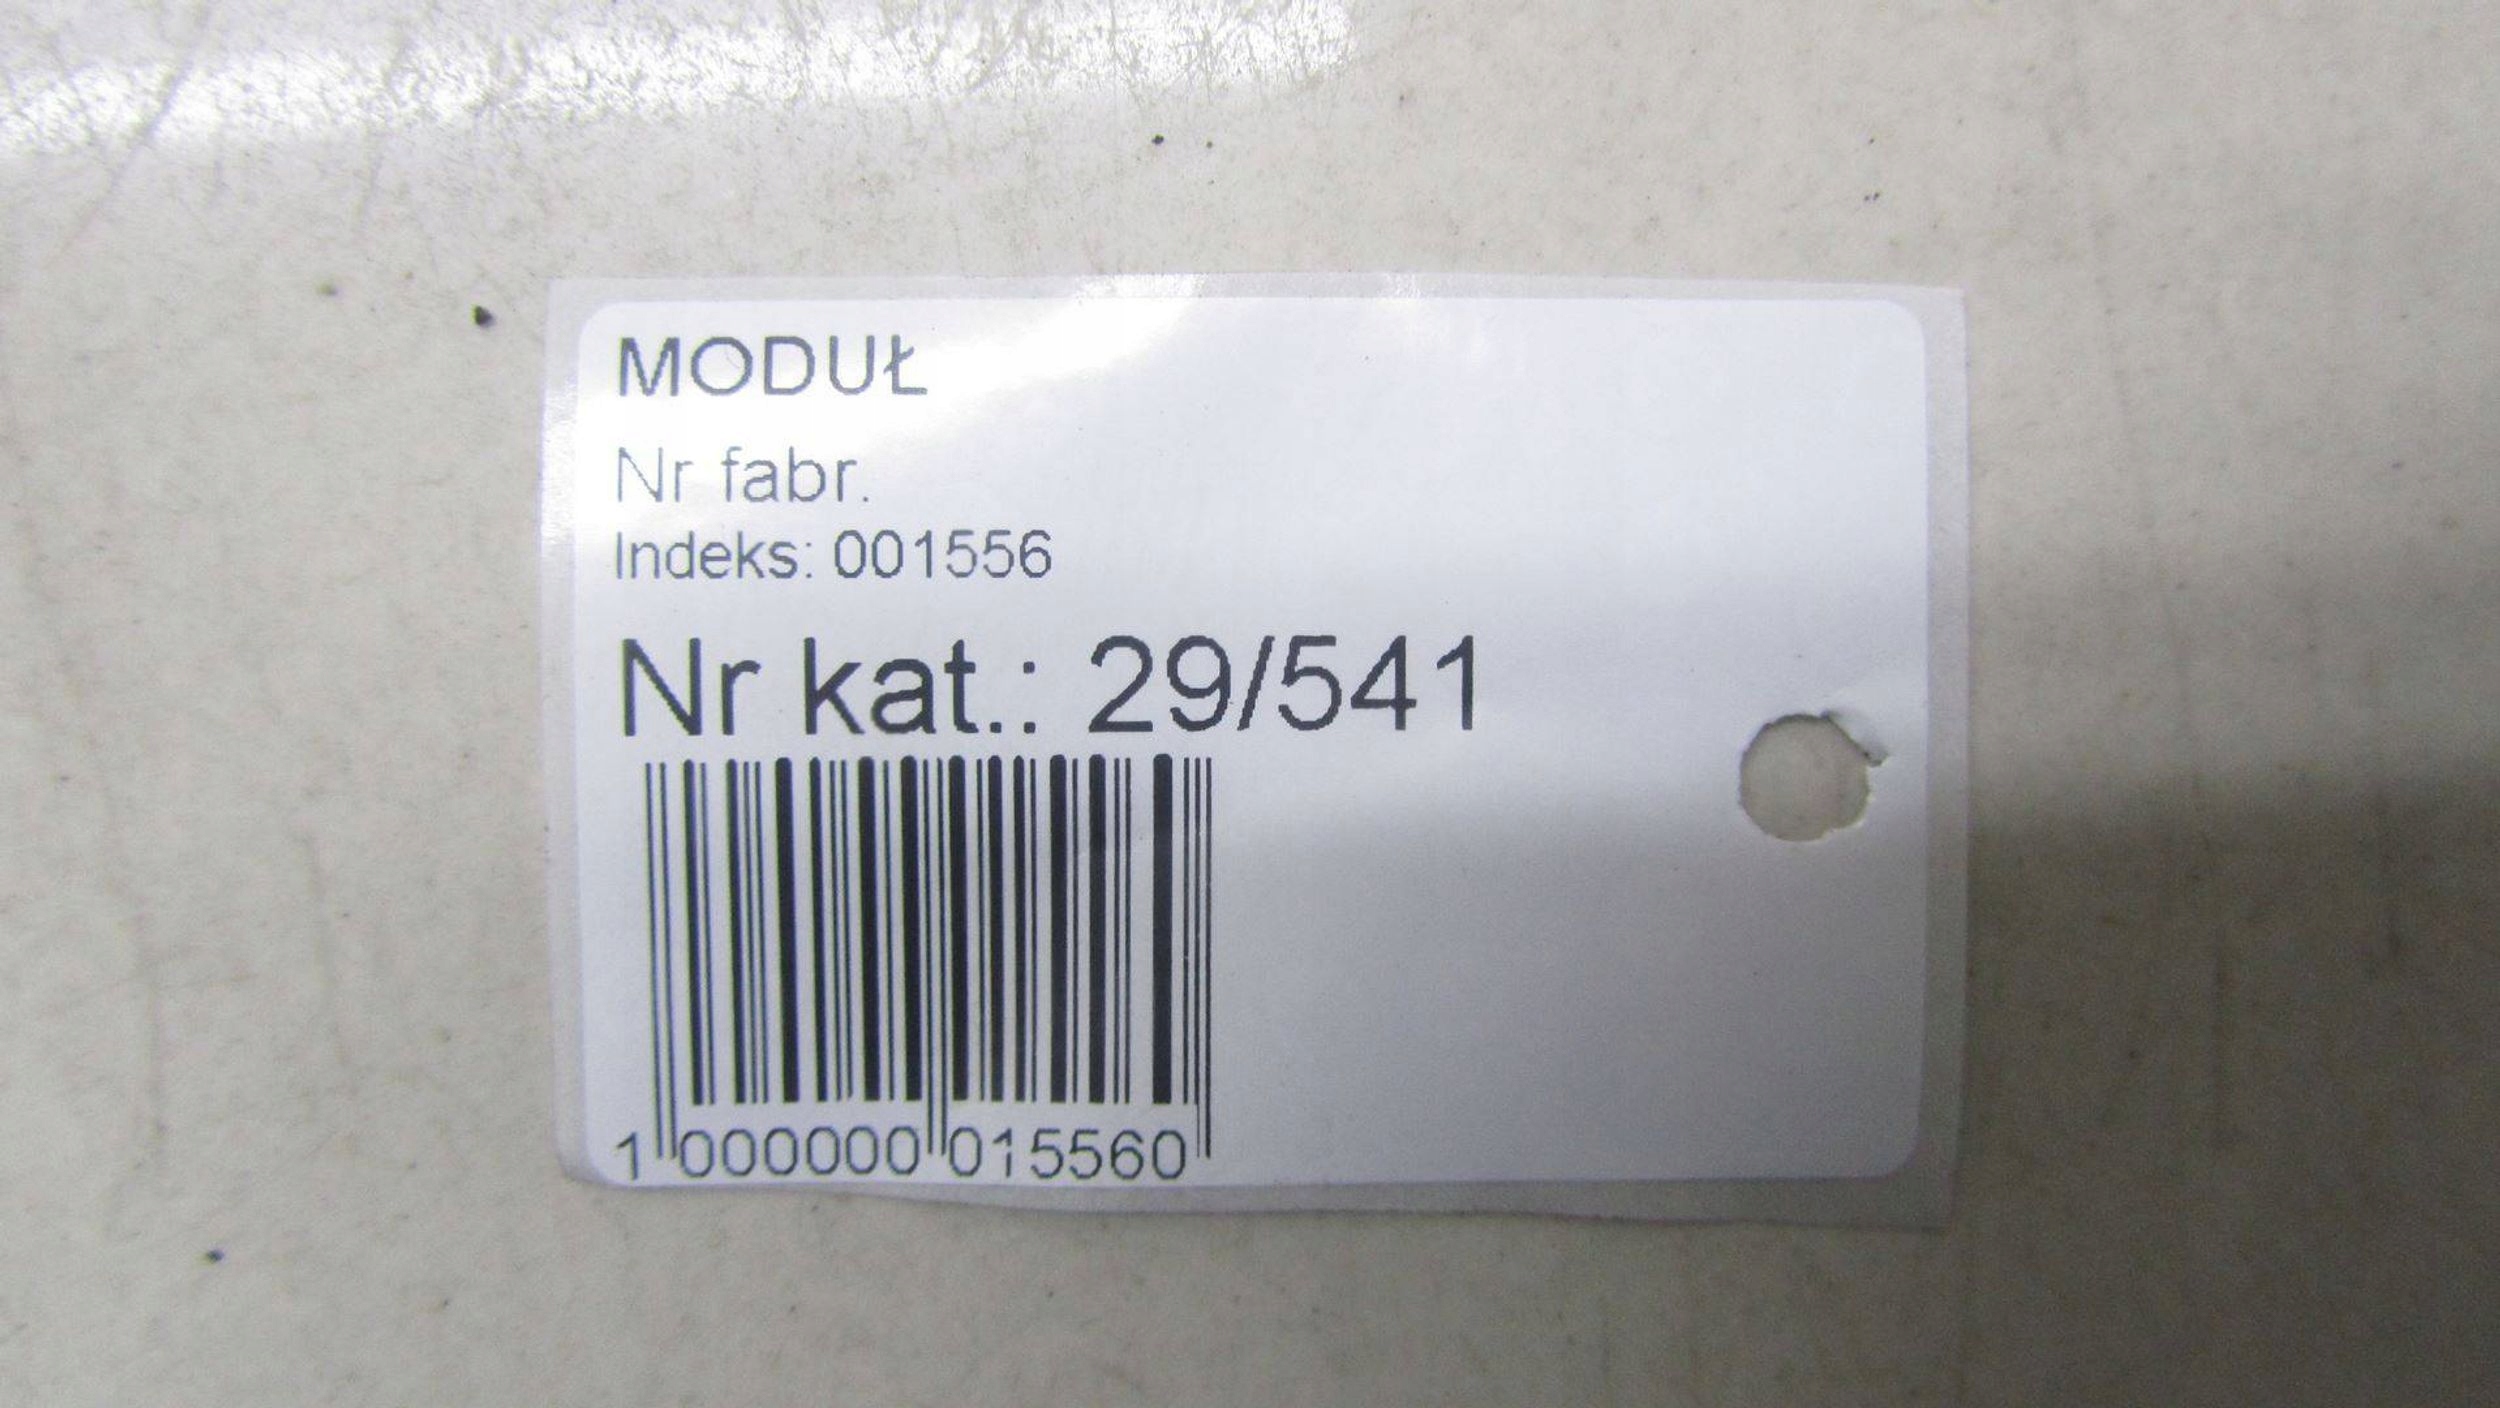 MODUŁ
Nr fabr.
Indeks: 001556
Nr kat.: 29/541
1 000000 015560